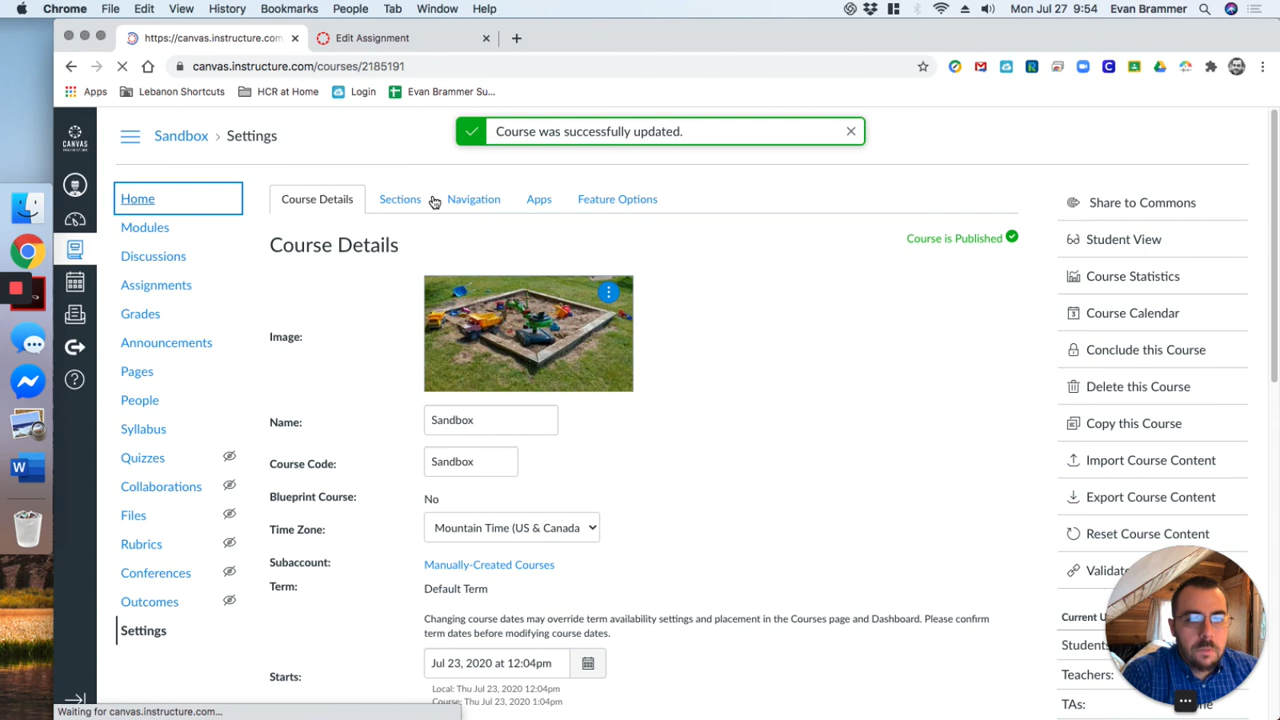 Chrome File Edit View History Bookmarks People Tab Window Help Mon Jul 27 9:54 Evan Brammer
https://canvas.instructure.com × Edit Assignment × +
canvas.instructure.com/courses/2185191
Apps Lebanon Shortcuts HCR at Home Login Evan Brammer Su...
CANVAS
Sandbox › Settings
Course was successfully updated. ×
Home
Modules
Discussions
Assignments
Grades
Announcements
Pages
People
Syllabus
Quizzes
Collaborations
Files
Rubrics
Conferences
Outcomes
Settings
Course Details Sections Navigation Apps Feature Options
Course Details
Course is Published
Image:
Name: Sandbox
Course Code: Sandbox
Blueprint Course: No
Time Zone: Mountain Time (US & Canada
Subaccount: Manually-Created Courses
Term: Default Term
Changing course dates may override term availability settings and placement in the Courses page and Dashboard. Please confirm
term dates before modifying course dates.
Starts: Jul 23, 2020 at 12:04pm
Local: Thu Jul 23, 2020 12:04pm
Course: Thu Jul 23, 2020 1:04pm
Share to Commons
Student View
Course Statistics
Course Calendar
Conclude this Course
Delete this Course
Copy this Course
Import Course Content
Export Course Content
Reset Course Content
Current U
Students
Teachers:
TAs:
Waiting for canvas.instructure.com...